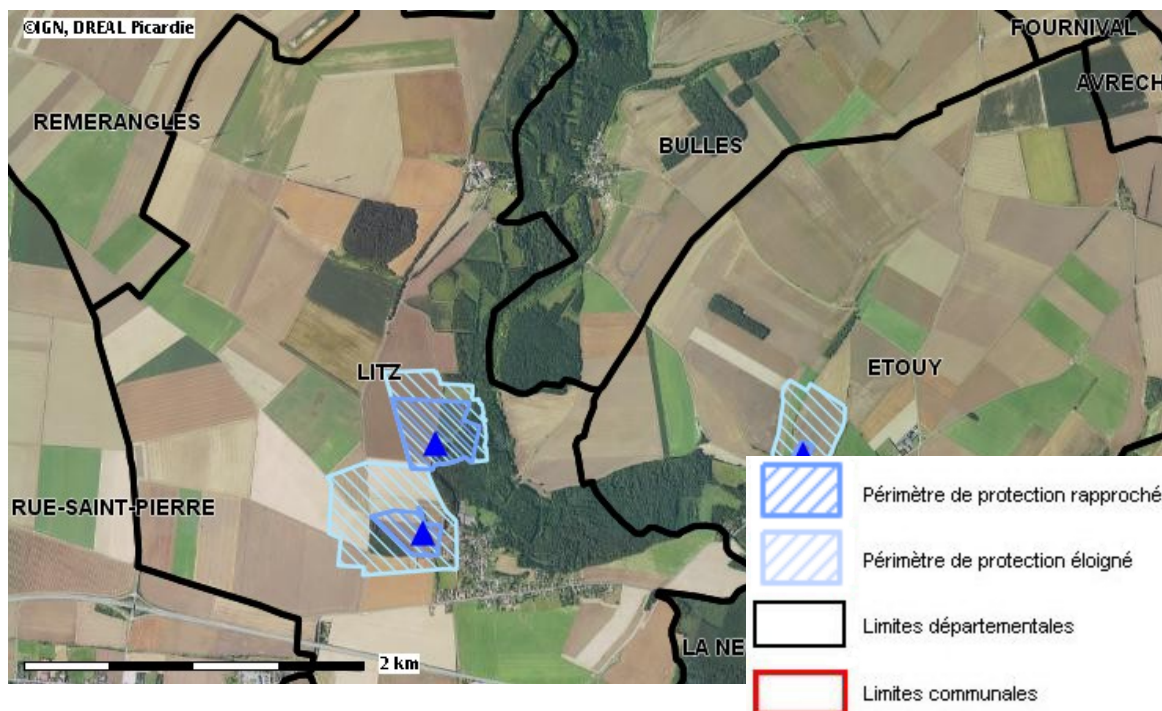 ©IGN, DREAL Picardie
FOURNIVAL
AVRECH
REMERANGLES
BULLES
LITZ
ETOUY
RUE-SAINT-PIERRE
LA NE
2 km
Périmètre de protection rapproché
Périmètre de protection éloigné
Limites départementales
Limites communales